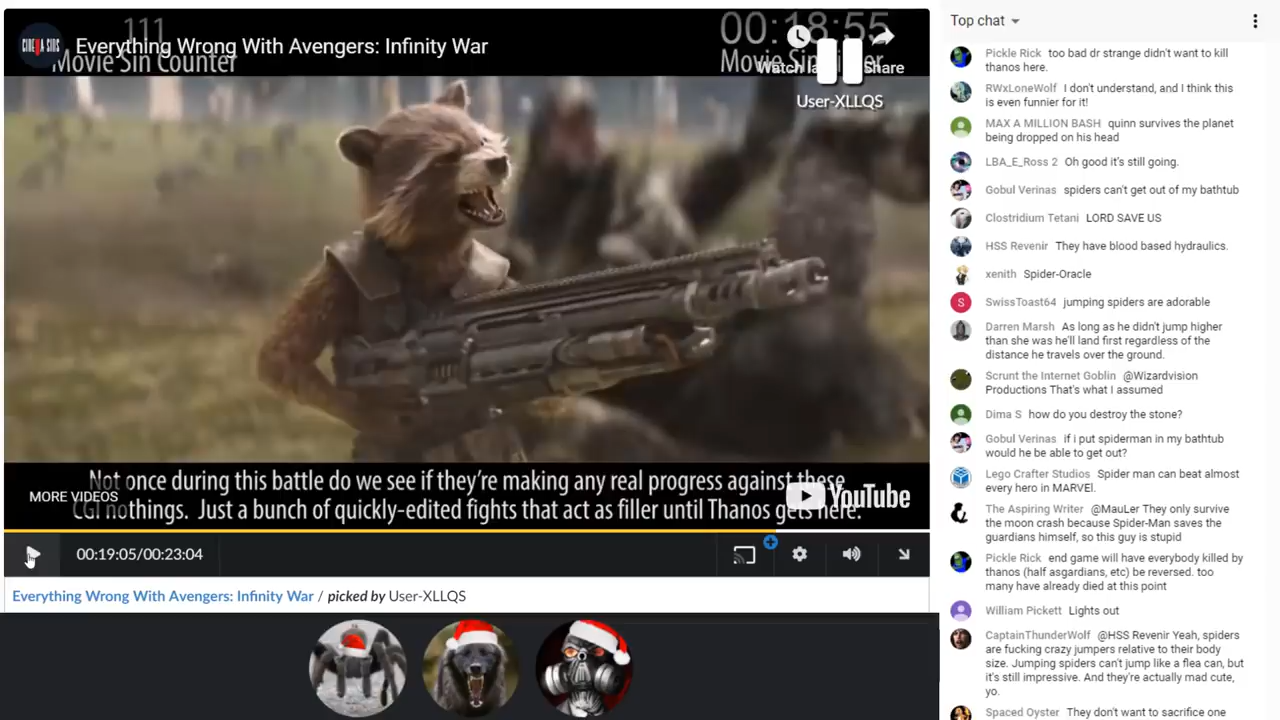 111
Movie Sin Counter
CINEMA SINS
Everything Wrong With Avengers: Infinity War
00:18:55
Watch la
Share
User-XLLQS
Not once during this battle do we see if they're making any real progress against these
CGI nothings. Just a bunch of quickly-edited fights that act as filler until Thanos gets here.
MORE VIDEOS
YouTube
00:19:05/00:23:04
Everything Wrong With Avengers: Infinity War / picked by User-XLLQS
Top chat
Pickle Rick too bad dr strange didn't want to kill
thanos here.
RWxLoneWolf I don't understand, and I think this
is even funnier for it!
MAX A MILLION BASH quinn survives the planet
being dropped on his head
LBA_E_Ross 2 Oh good it's still going.
Gobul Verinas spiders can't get out of my bathtub
Clostridium Tetani LORD SAVE US
HSS Revenir They have blood based hydraulics.
xenith Spider-Oracle
S SwissToast64 jumping spiders are adorable
Darren Marsh As long as he didn't jump higher
than she was he'll land first regardless of the
distance he travels over the ground.
Scrunt the Internet Goblin @Wizardvision
Productions That's what I assumed
Dima S how do you destroy the stone?
Gobul Verinas if i put spiderman in my bathtub
would he be able to get out?
Lego Crafter Studios Spider man can beat almost
every hero in MARVEL.
The Aspiring Writer @MauLer They only survive
the moon crash because Spider-Man saves the
guardians himself, so this guy is stupid
Pickle Rick end game will have everybody killed by
thanos (half asgardians, etc) be reversed. too
many have already died at this point
William Pickett Lights out
CaptainThunderWolf @HSS Revenir Yeah, spiders
are fucking crazy jumpers relative to their body
size. Jumping spiders can't jump like a flea can, but
it's still impressive. And they're actually mad cute,
yo.
Spaced Oyster They don't want to sacrifice one